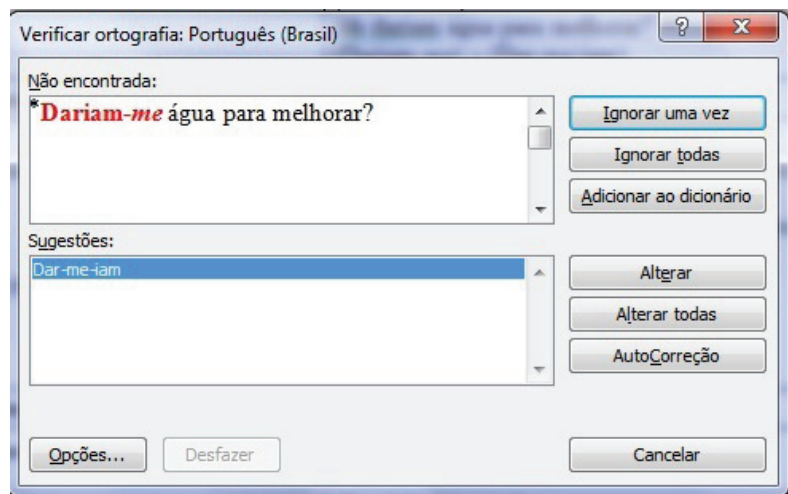 Verificar ortografia: Português (Brasil)
?
X
Não encontrada:
*Dariam-me água para melhorar?
Ignorar uma vez
Ignorar todas
Adicionar ao dicionário
Sugestões:
Dar-me-iam
Alterar
Alterar todas
AutoCorreção
Opções...
Desfazer
Cancelar